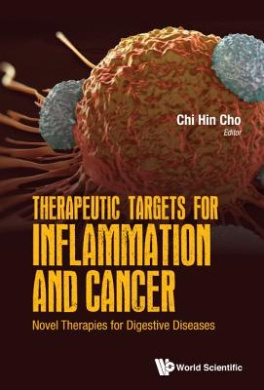 Chi Hin Cho
Editor
THERAPEUTIC TARGETS FOR
INFLAMMATION
AND CANCER
Novel Therapies for Digestive Diseases
World Scientific